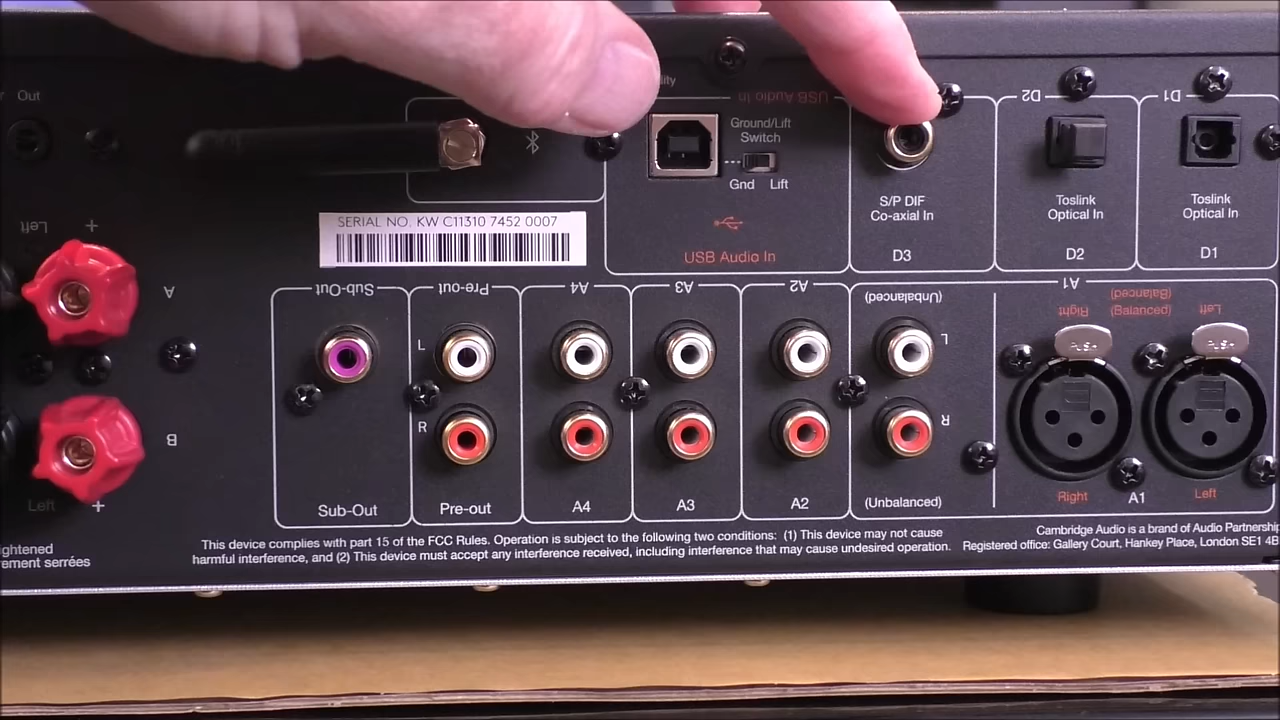 Out
USB Audio In
D2
D1
Ground/Lift
Switch
Gnd Lift
S/P DIF
Co-axial In
D3
Toslink
Optical In
D2
Toslink
Optical In
D1
SERIAL NO. KW C11310 7452 0007
USB Audio In
Left
+
A
Sub-Out
Pre-out
A4
A3
A2
(Unbalanced)
A1
Right
(Balanced)
(Balanced)
Left
L
L
PUSH
PUSH
R
R
B
Left
+
Sub-Out
Pre-out
A4
A3
A2
(Unbalanced)
Right
A1
Left
This device complies with part 15 of the FCC Rules. Operation is subject to the following two conditions: (1) This device may not cause
harmful interference, and (2) This device must accept any interference received, including interference that may cause undesired operation.
Cambridge Audio is a brand of Audio Partnership
Registered office: Gallery Court, Hankey Place, London SE1 4B